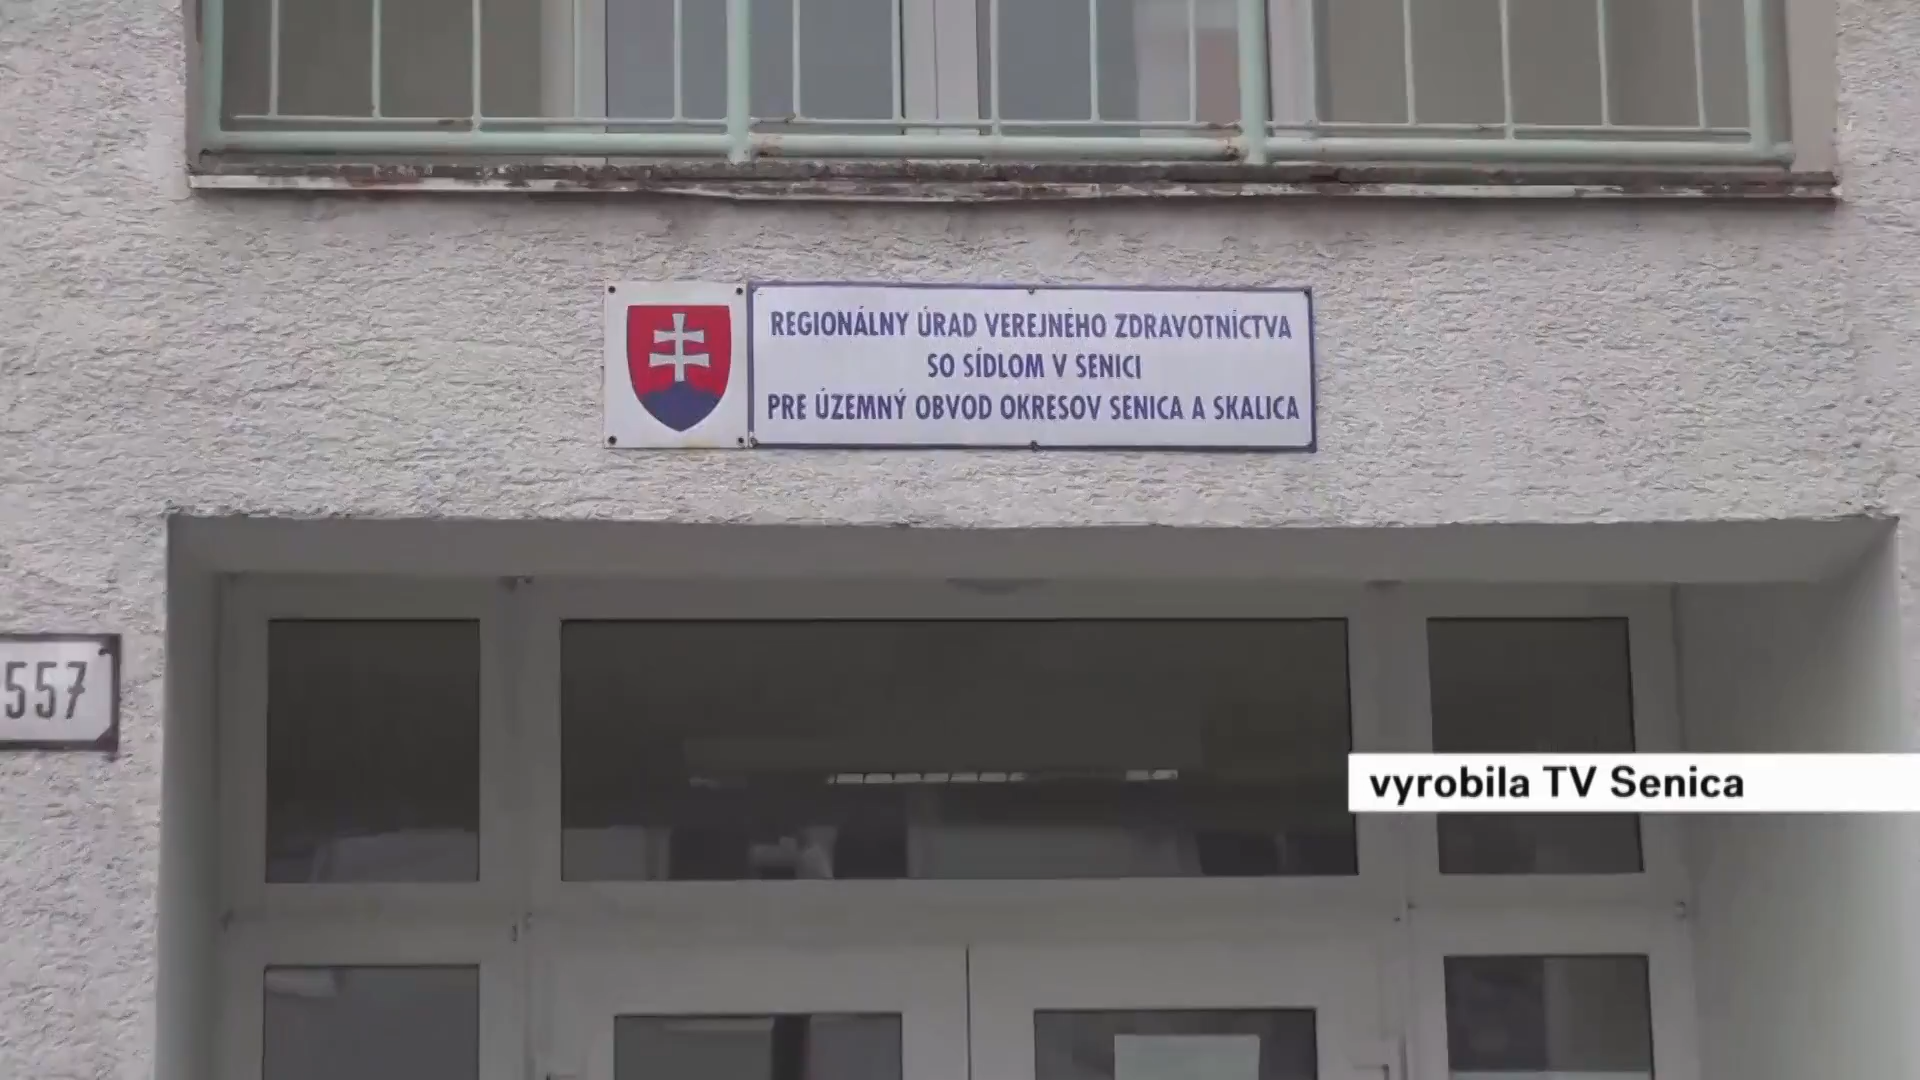 REGIONÁLNY ÚRAD VEREJNÉHO ZDRAVOTNÍCTVA
SO SÍDLOM V SENICI
PRE ÚZEMNÝ OBVOD OKRESOV SENICA A SKALICA
557
vyrobila TV Senica